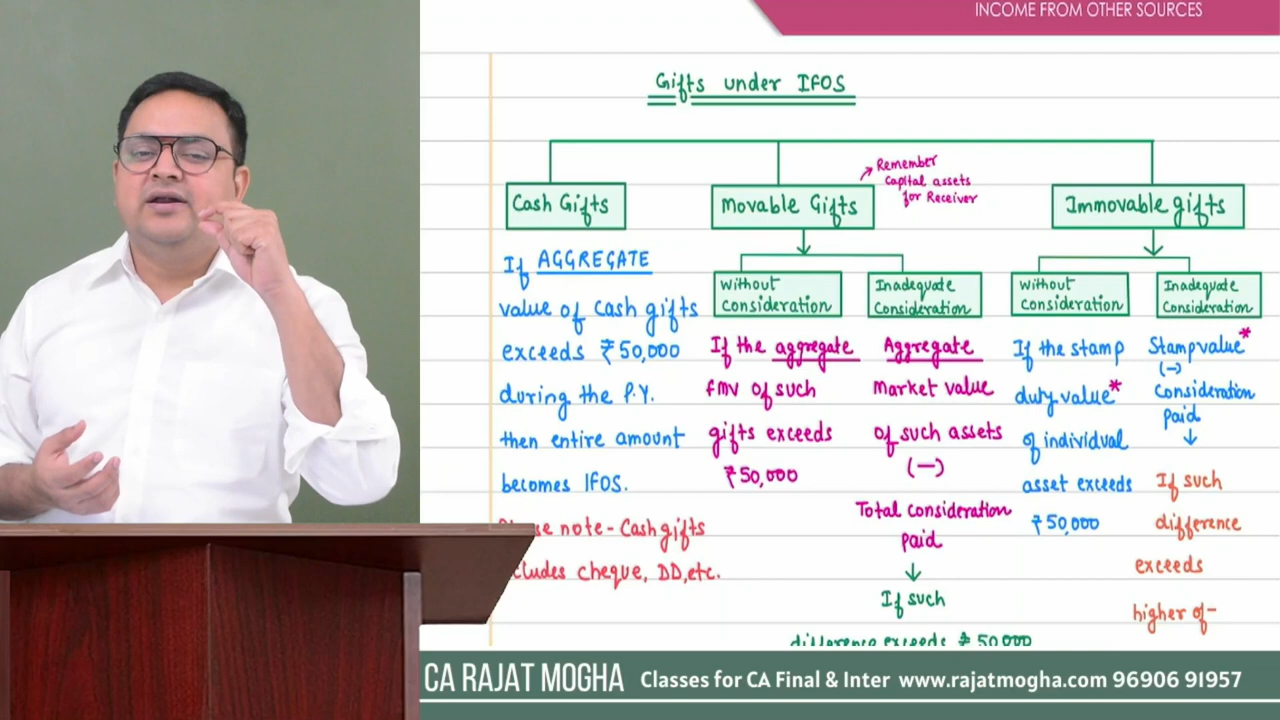 INCOME FROM OTHER SOURCES
Gifts under IFOS
Remember
Capital assets
for Receiver
Cash Gifts
If AGGREGATE
value of cash gifts
exceeds ₹50,000
during the P.Y.
then entire amount
becomes IFOS.
note - Cash gifts
cheque, DD, etc.
Movable Gifts
Without
consideration
If the aggregate
FMV of such
gifts exceeds
₹50,000
Inadequate
Consideration
Aggregate
Market value
of such assets
(-)
Total consideration
paid
↓
If such
difference exceeds ₹50,000
Immovable gifts
Without
consideration
If the stamp
duty value*
of individual
asset exceeds
₹50,000
Inadequate
Consideration
Stamp value*
(-)
Consideration
paid
↓
If such
difference
exceeds
higher of-
CA RAJAT MOGHA Classes for CA Final & Inter www.rajatmogha.com 96906 91957